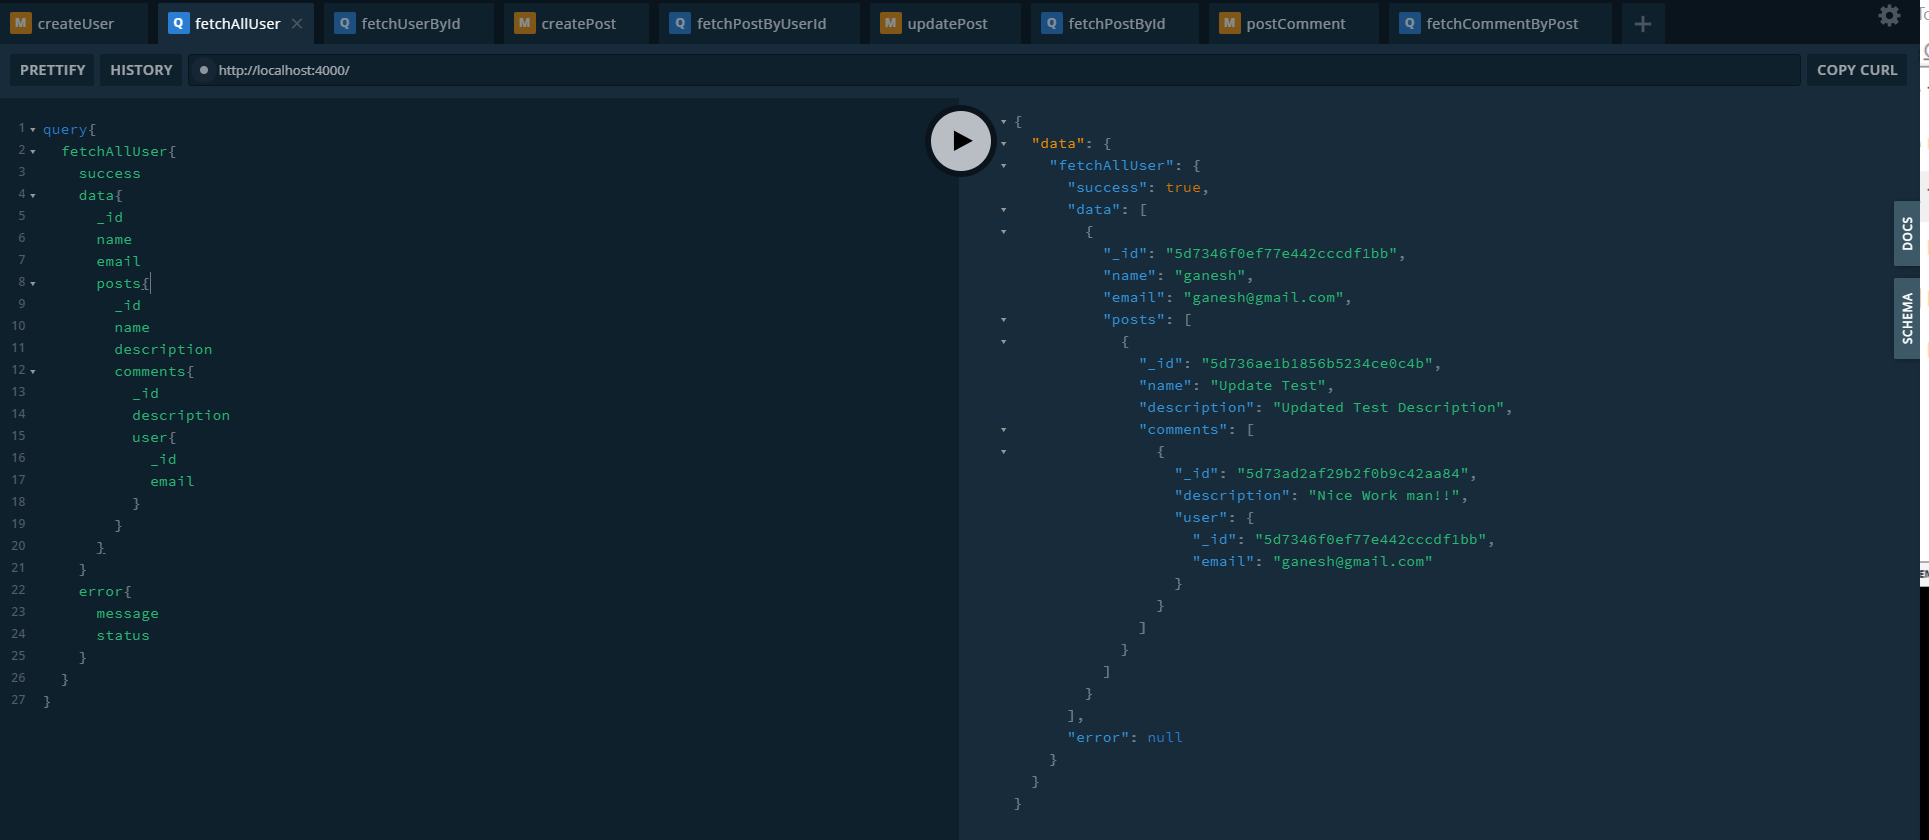 M createUser Q fetchAllUser × Q fetchUserById M createPost Q fetchPostByUserId M updatePost Q fetchPostById M postComment Q fetchCommentByPost +
PRETTIFY HISTORY http://localhost:4000/ COPY CURL
1 query{
2 fetchAllUser{
3 success
4 data{
5 _id
6 name
7 email
8 posts{
9 _id
10 name
11 description
12 comments{
13 _id
14 description
15 user{
16 _id
17 email
18 }
19 }
20 }
21 }
22 error{
23 message
24 status
25 }
26 }
27 }
{
"data": {
"fetchAllUser": {
"success": true,
"data": [
{
"_id": "5d7346f0ef77e442cccdf1bb",
"name": "ganesh",
"email": "ganesh@gmail.com",
"posts": [
{
"_id": "5d736ae1b1856b5234ce0c4b",
"name": "Update Test",
"description": "Updated Test Description",
"comments": [
{
"_id": "5d73ad2af29b2f0b9c42aa84",
"description": "Nice Work man!!",
"user": {
"_id": "5d7346f0ef77e442cccdf1bb",
"email": "ganesh@gmail.com"
}
}
]
}
]
}
],
"error": null
}
}
}
DOCS
SCHEMA